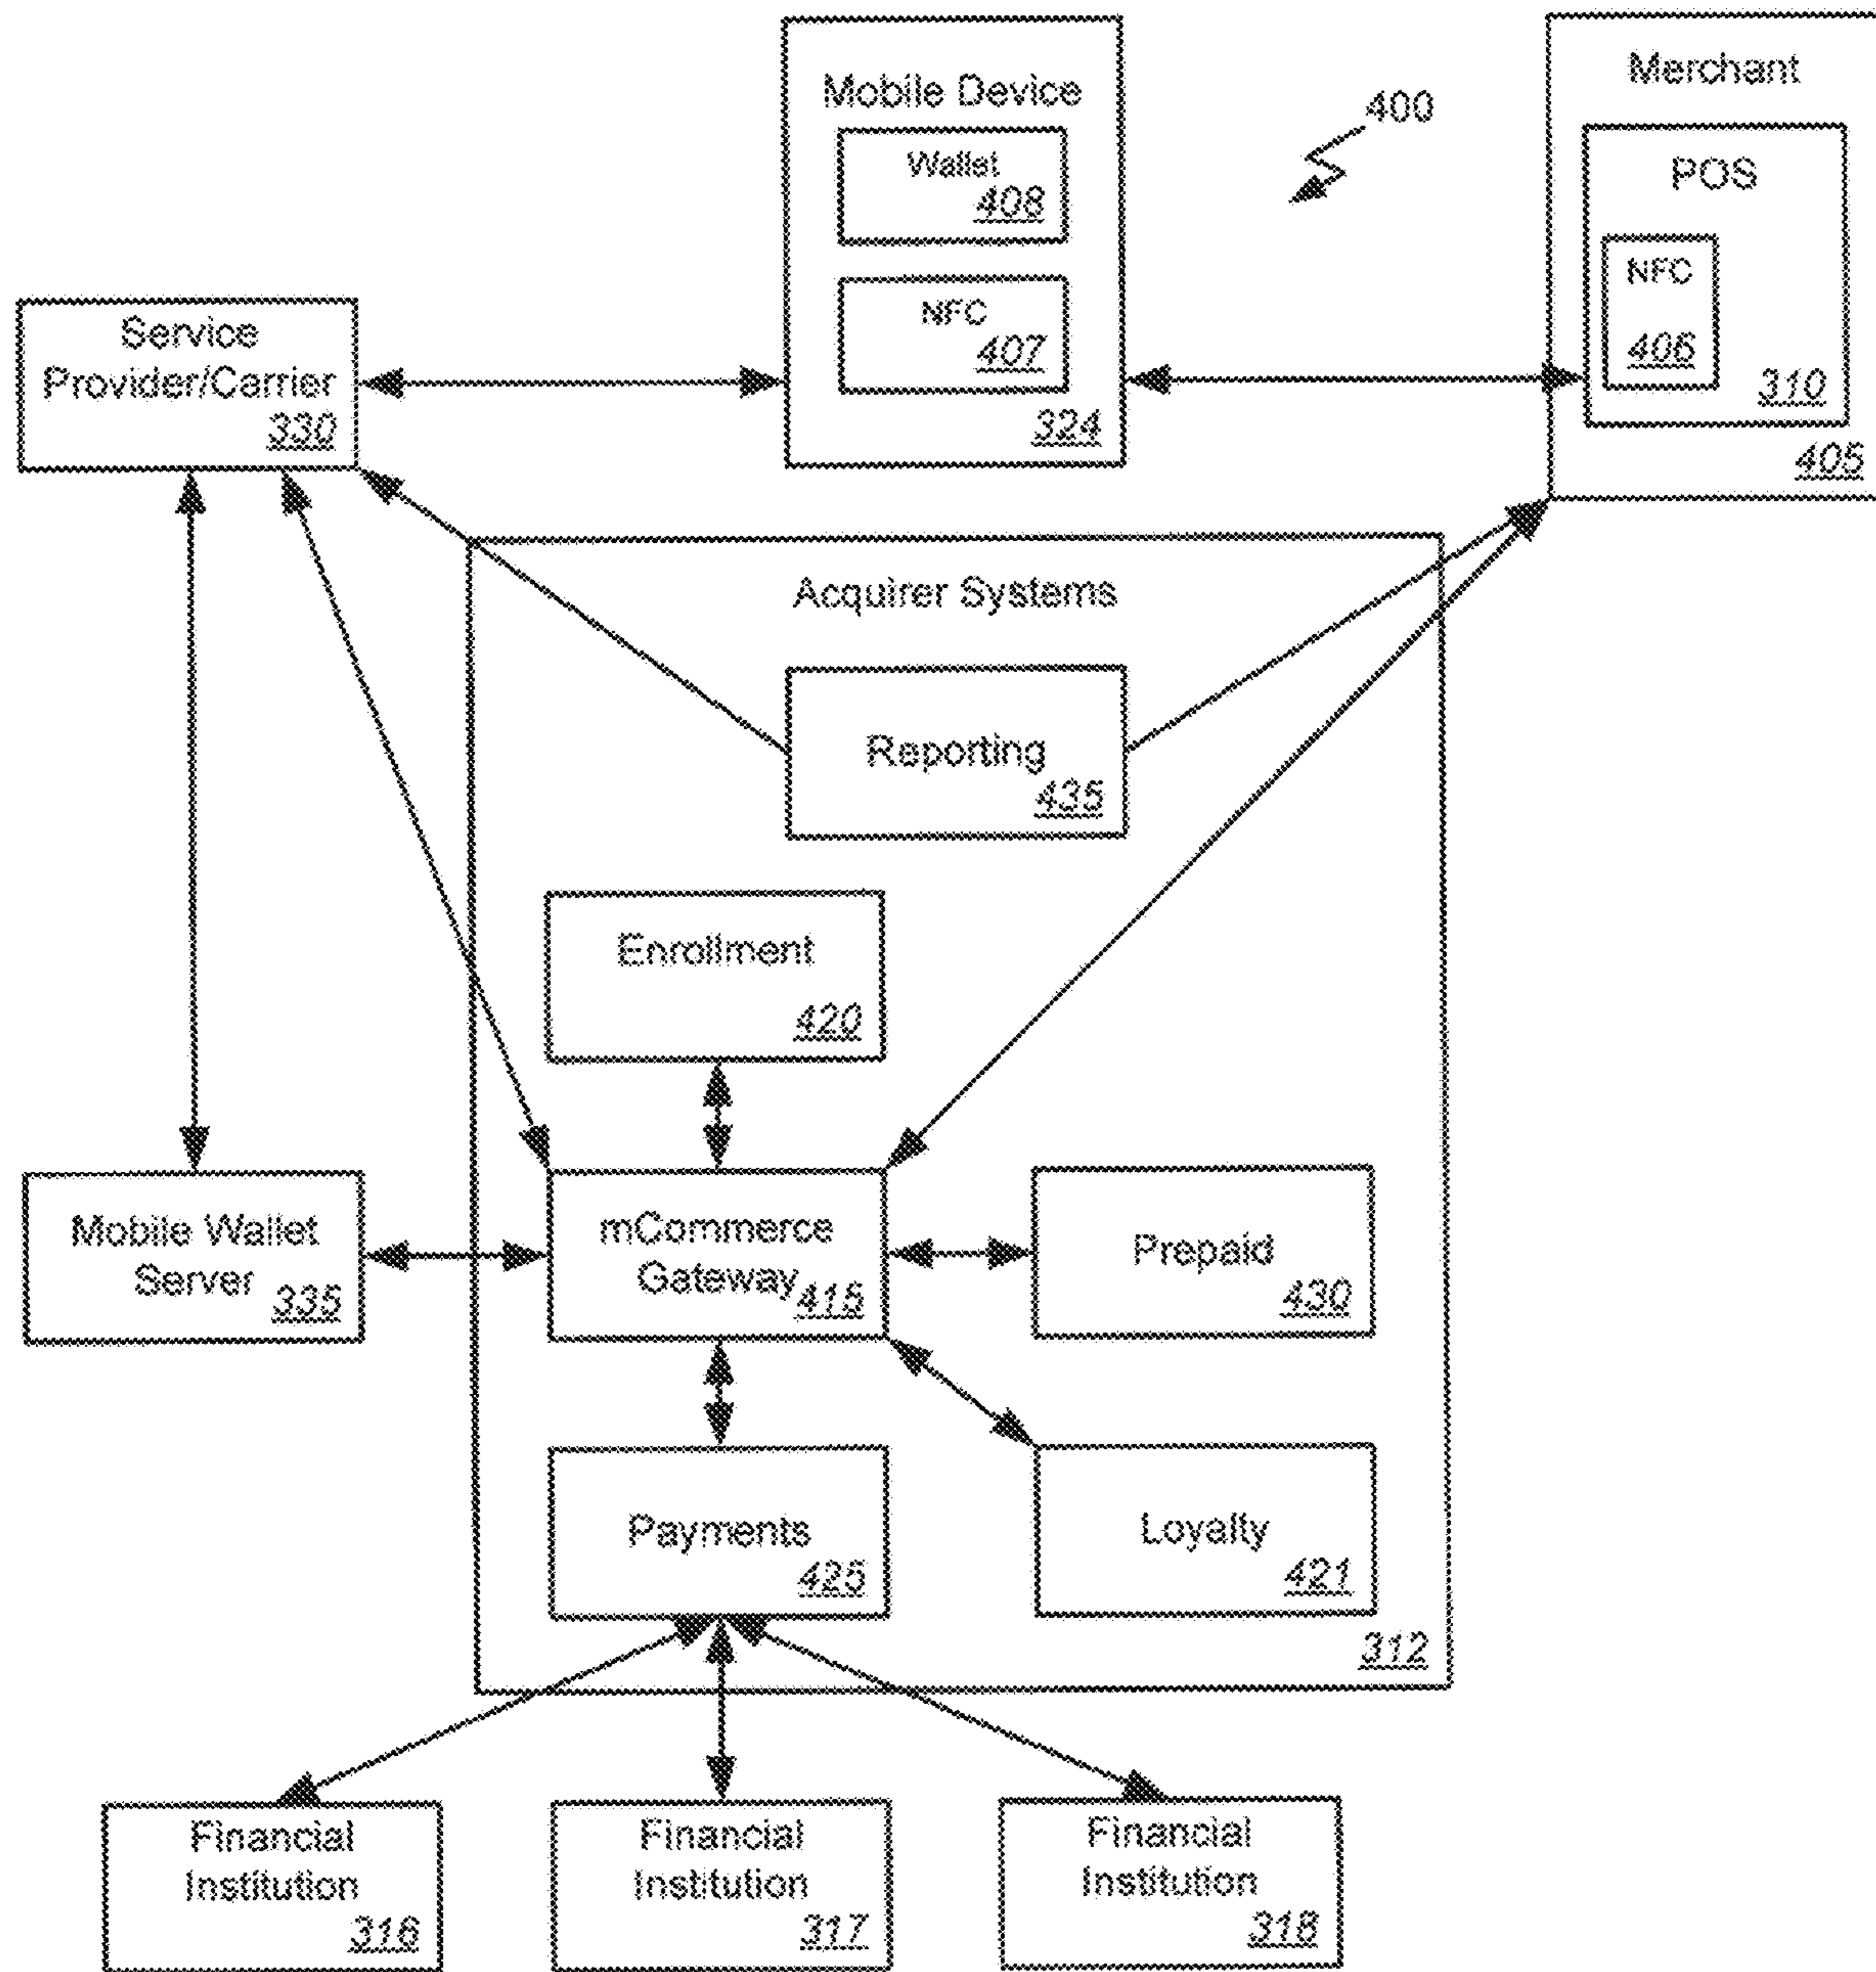 Mobile Device
Wallet
408
NFC
407
324
400
Merchant
POS
NFC
406
310
405
Service
Provider/Carrier
330
Acquirer Systems
Reporting
435
Enrollment
420
Mobile Wallet
Server
335
mCommerce
Gateway
415
Prepaid
430
Payments
425
Loyalty
421
312
Financial
Institution
316
Financial
Institution
317
Financial
Institution
318